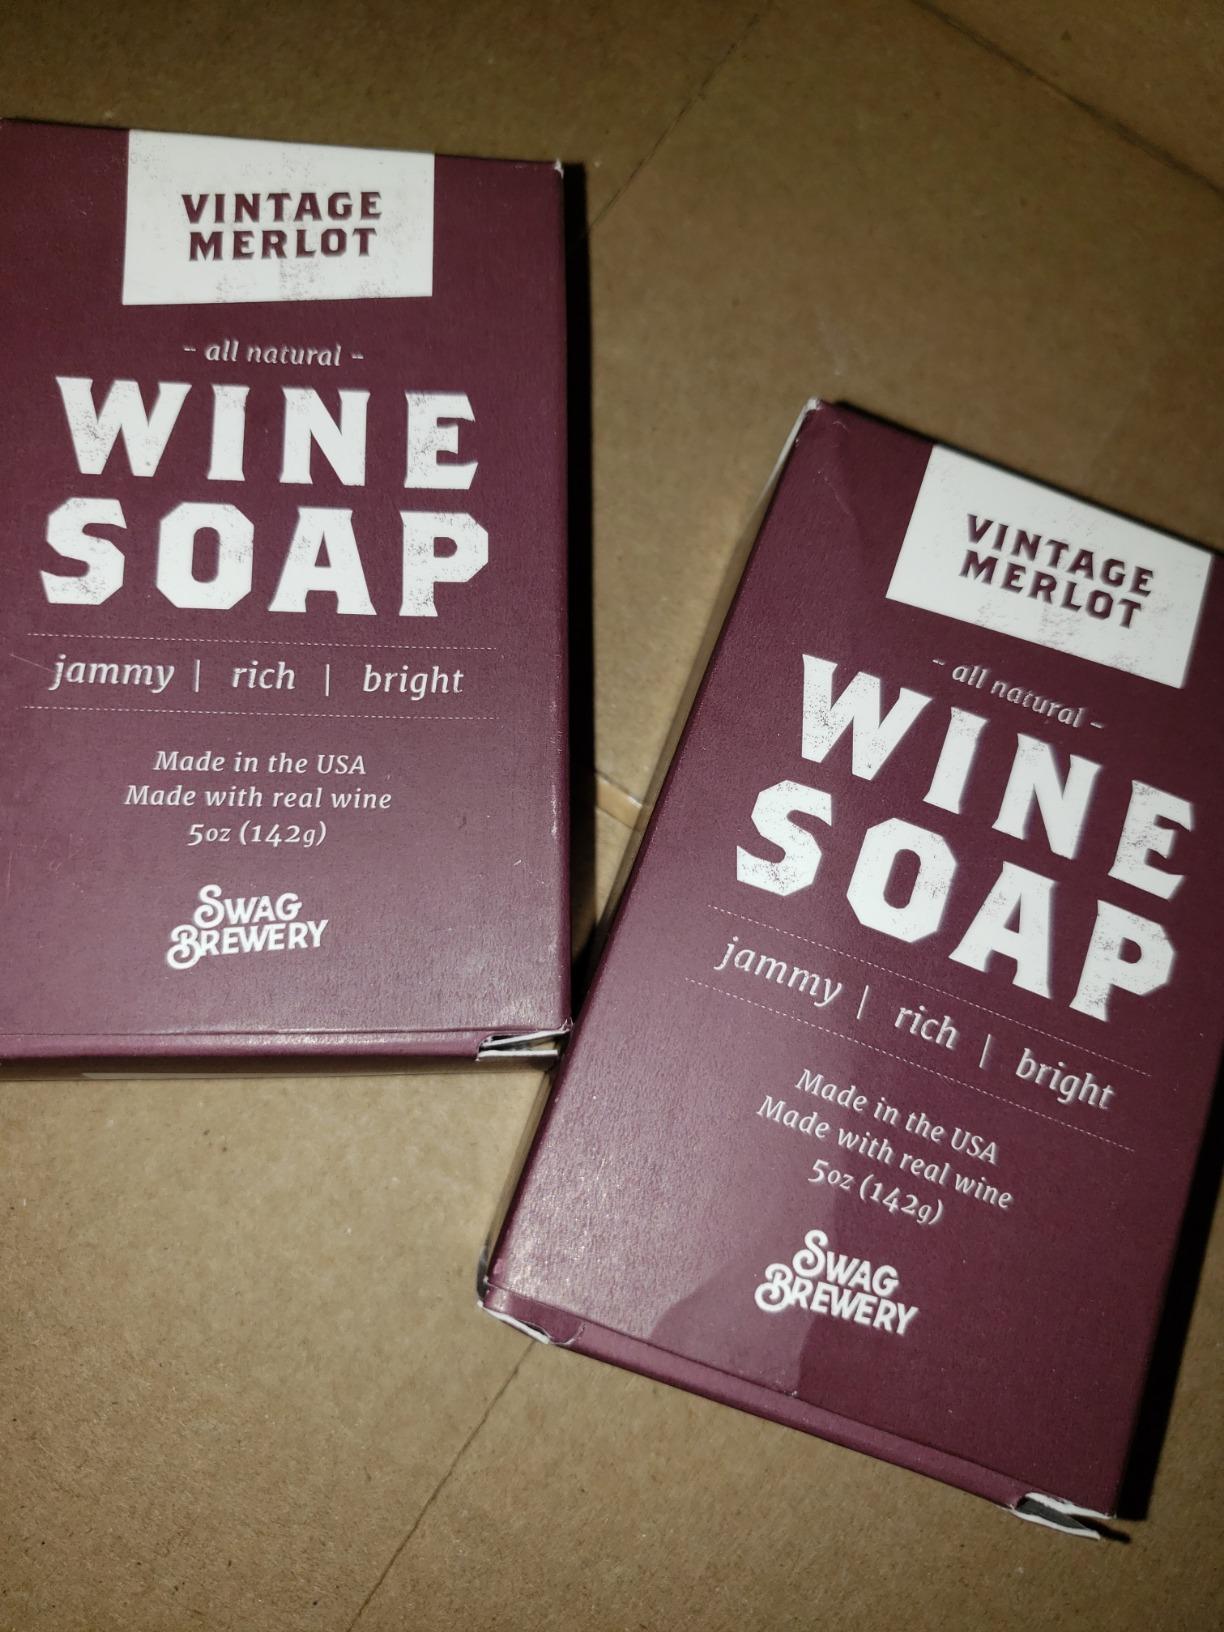 VINTAGE
MERLOT
- all natural -
WINE
SOAP
jammy | rich | bright
Made in the USA
Made with real wine
5oz (142g)
SWAG
BREWERY
VINTAGE
MERLOT
- all natural -
WINE
SOAP
jammy | rich | bright
Made in the USA
Made with real wine
5oz (142g)
SWAG
BREWERY